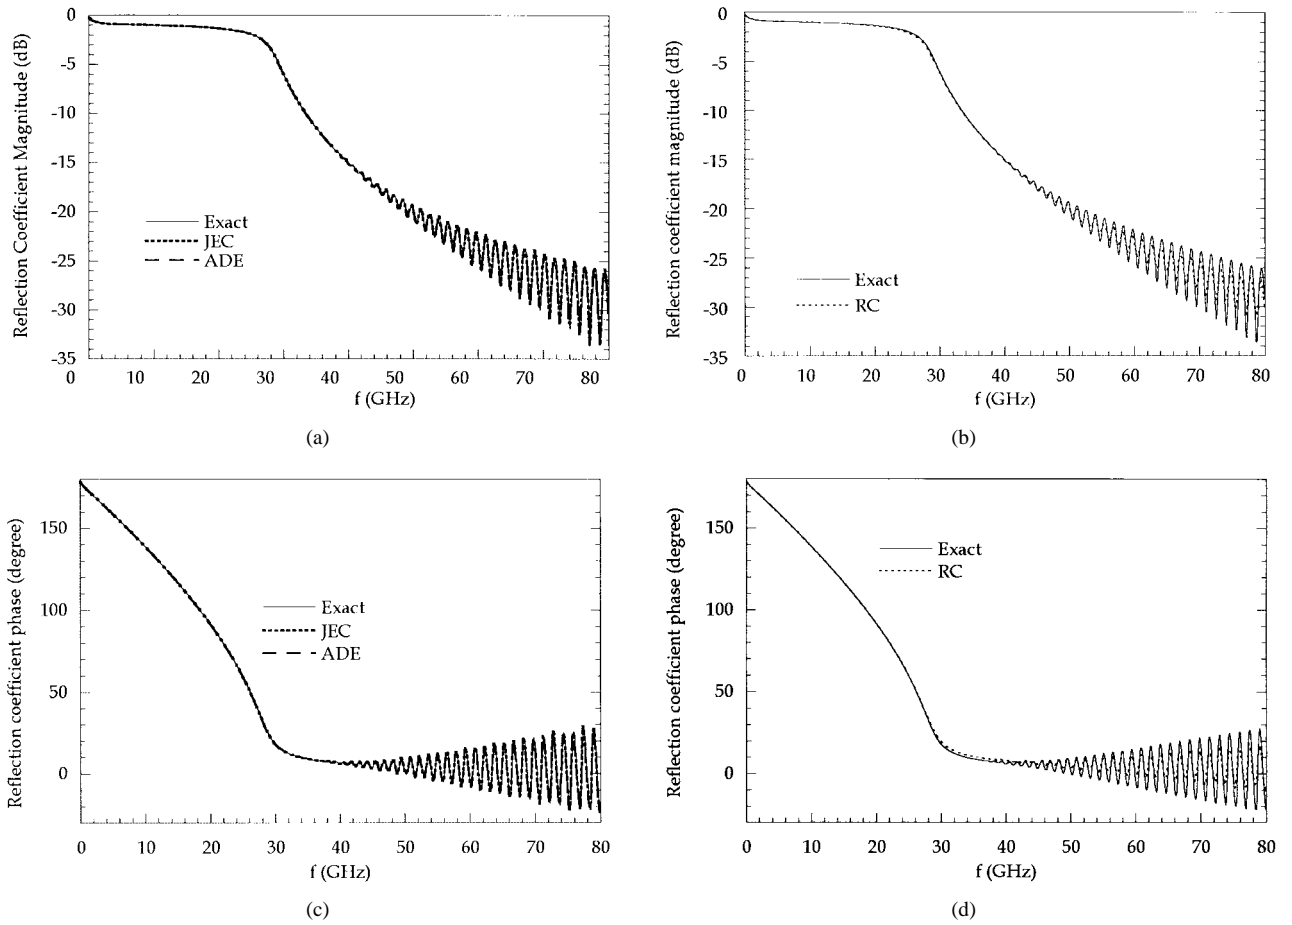 Reflection Coefficient Magnitude (dB)
0
-5
-10
-15
-20
-25
-30
-35
Exact
JEC
ADE
0 10 20 30 40 50 60 70 80
f (GHz)
(a)
Reflection coefficient magnitude (dB)
0
-5
-10
-15
-20
-25
-30
-35
Exact
RC
0 10 20 30 40 50 60 70 80
f (GHz)
(b)
Reflection coefficient phase (degree)
150
100
50
0
Exact
JEC
ADE
0 10 20 30 40 50 60 70 80
f (GHz)
(c)
Reflection coefficient phase (degree)
150
100
50
0
Exact
RC
0 10 20 30 40 50 60 70 80
f (GHz)
(d)